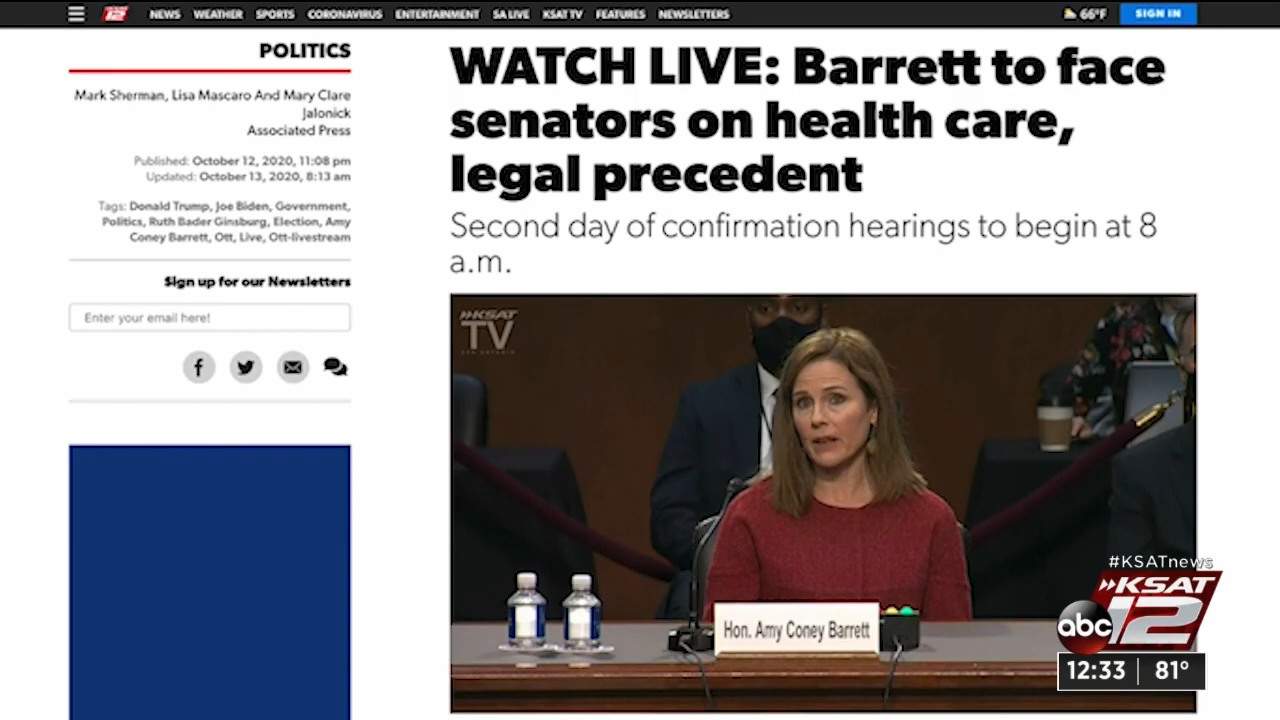 12
NEWS
WEATHER
SPORTS
CORONAVIRUS
ENTERTAINMENT
SA LIVE
KSAT TV
FEATURES
NEWSLETTERS
66°F
SIGN IN
POLITICS
Mark Sherman, Lisa Mascaro And Mary Clare
Jalonick
Associated Press
Published: October 12, 2020, 11:08 pm
Updated: October 13, 2020, 8:13 am
Tags: Donald Trump, Joe Biden, Government,
Politics, Ruth Bader Ginsburg, Election, Amy
Coney Barrett, Ott, Live, Ott-livestream
Sign up for our Newsletters
Enter your email here!
WATCH LIVE: Barrett to face
senators on health care,
legal precedent
Second day of confirmation hearings to begin at 8
a.m.
KSAT
TV
SAN ANTONIO
Hon. Amy Coney Barrett
#KSATnews
KSAT
abc 12
12:33 81°